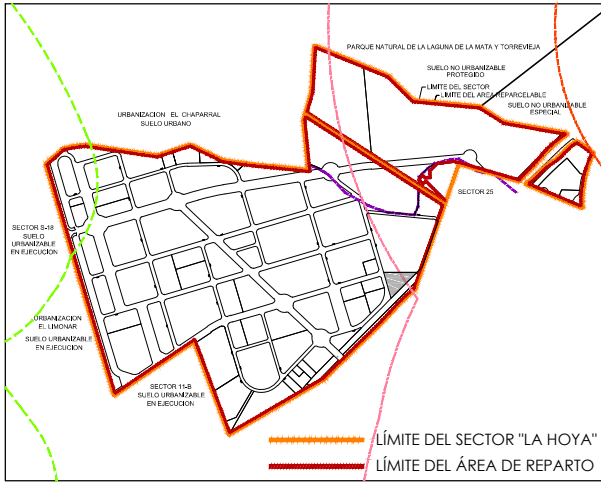 PARQUE NATURAL DE LA LAGUNA DE LA MATA Y TORREVIEJA
SUELO NO URBANIZABLE
PROTEGIDO
LÍMITE DEL SECTOR
LÍMITE DEL AREA REPARCELABLE
SUELO NO URBANIZABLE
ESPECIAL
URBANIZACION EL CHAPARRAL
SUELO URBANO
SECTOR 25
SECTOR S-18
SUELO
URBANIZABLE
EN EJECUCION
URBANIZACION
EL LIMONAR
SUELO URBANIZABLE
EN EJECUCION
SECTOR 11-B
SUELO URBANIZABLE
EN EJECUCION
LÍMITE DEL SECTOR "LA HOYA"
LÍMITE DEL ÁREA DE REPARTO